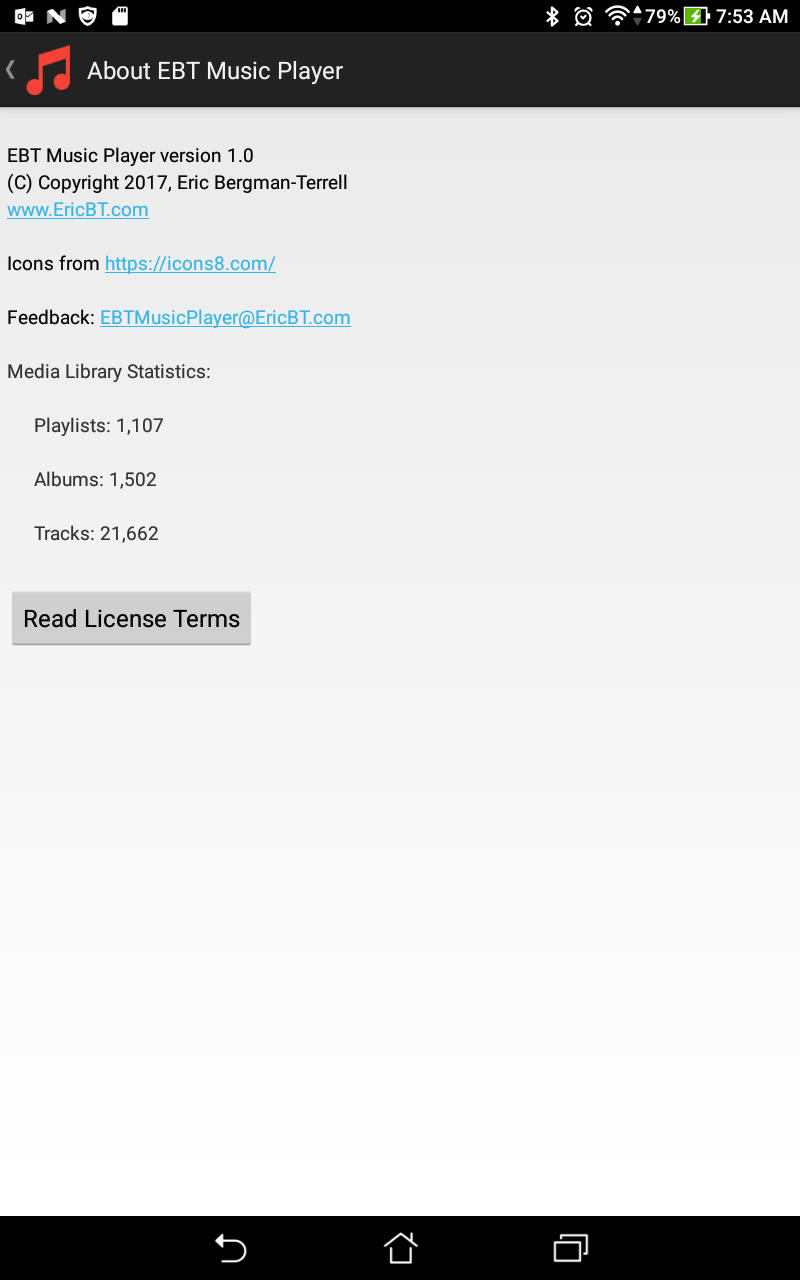 79% 7:53 AM
About EBT Music Player
EBT Music Player version 1.0
(C) Copyright 2017, Eric Bergman-Terrell
www.EricBT.com
Icons from https://icons8.com/
Feedback: EBTMusicPlayer@EricBT.com
Media Library Statistics:
Playlists: 1,107
Albums: 1,502
Tracks: 21,662
Read License Terms